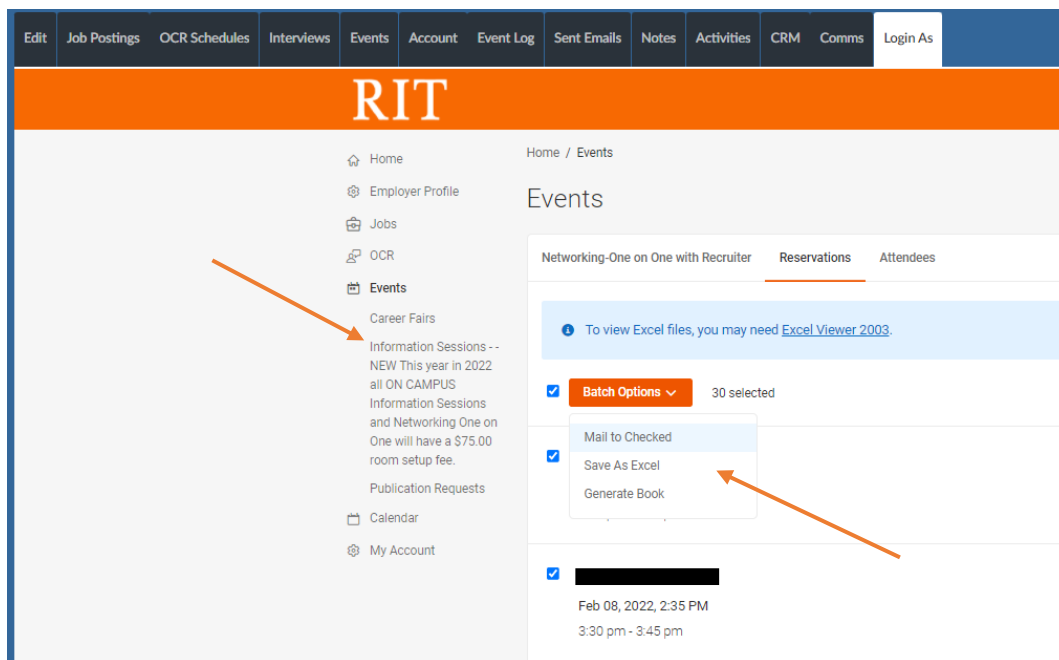 Edit Job Postings OCR Schedules Interviews Events Account Event Log Sent Emails Notes Activities CRM Comms Login As
RIT
Home
Employer Profile
Jobs
OCR
Events
Career Fairs
Information Sessions - -
NEW This year in 2022
all ON CAMPUS
Information Sessions
and Networking One on
One will have a $75.00
room setup fee.
Publication Requests
Calendar
My Account
Home / Events
Events
Networking-One on One with Recruiter Reservations Attendees
To view Excel files, you may need Excel Viewer 2003.
Batch Options 30 selected
Mail to Checked
Save As Excel
Generate Book
Feb 08, 2022, 2:35 PM
3:30 pm - 3:45 pm